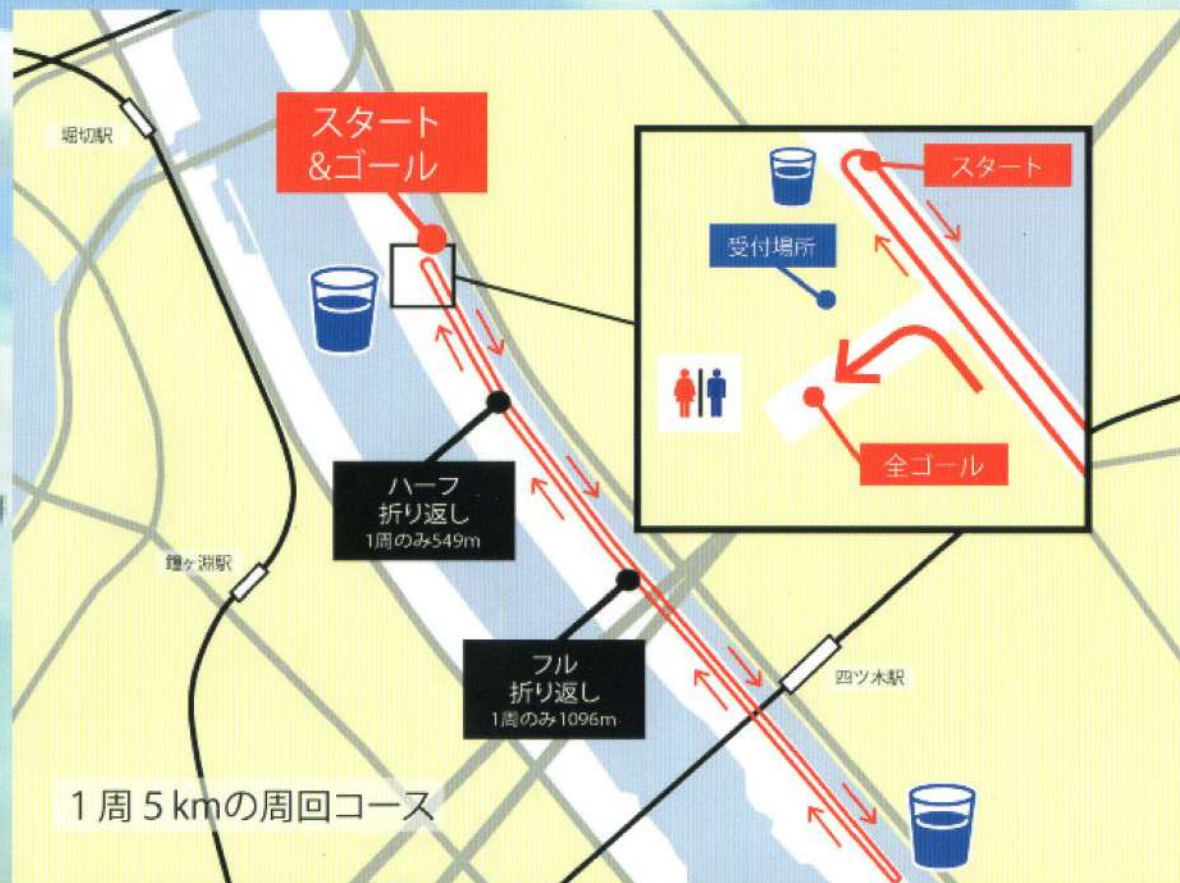 堀切駅
スタート
&ゴール
スタート
受付場所
全ゴール
ハーフ
折り返し
1周のみ549m
鐘ヶ淵駅
フル
折り返し
1周のみ1096m
四ツ木駅
1周5kmの周回コース